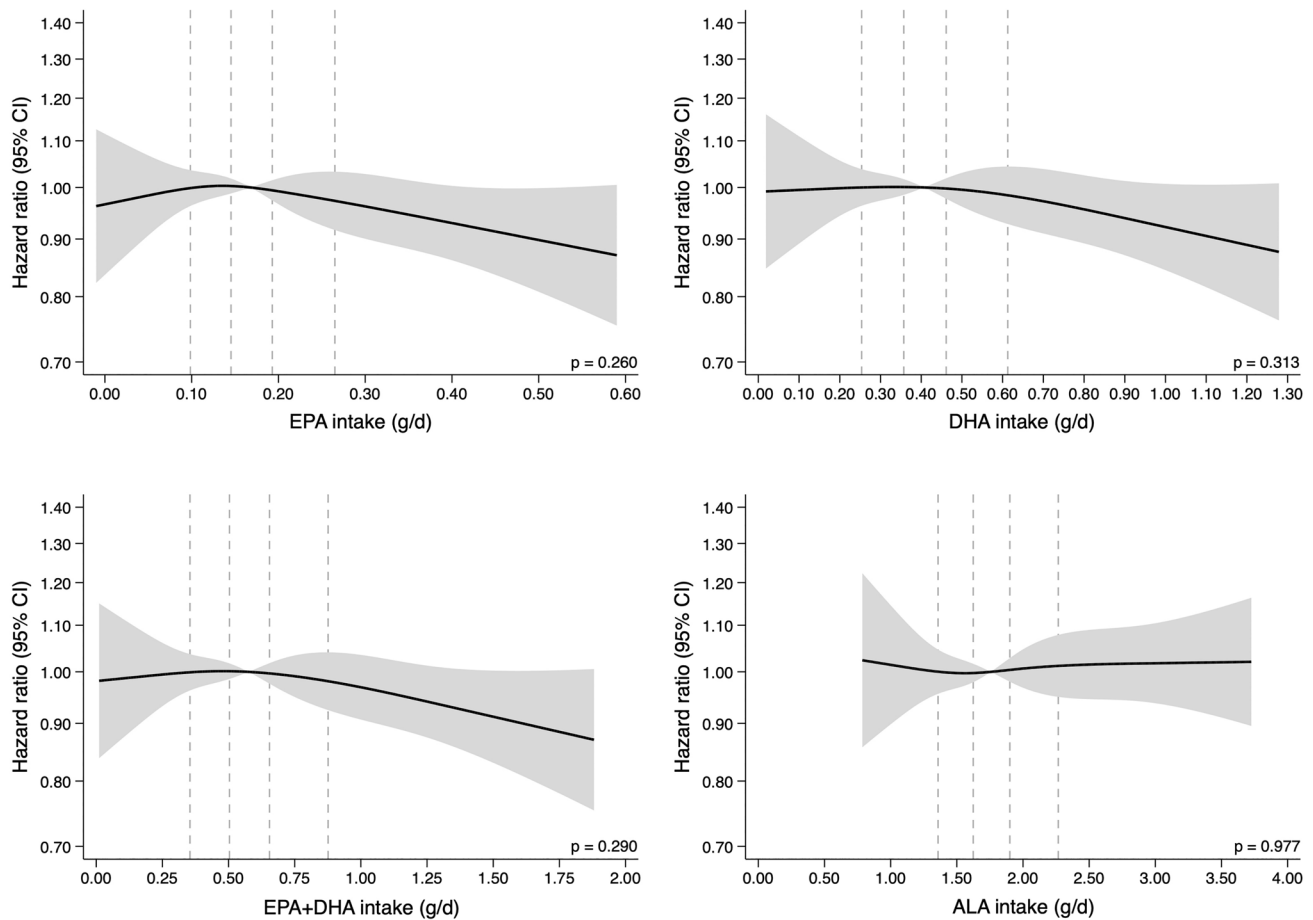 Hazard ratio (95% CI)
1.40
1.30
1.20
1.10
1.00
0.90
0.80
0.70
p = 0.260
0.00 0.10 0.20 0.30 0.40 0.50 0.60
EPA intake (g/d)
Hazard ratio (95% CI)
1.40
1.30
1.20
1.10
1.00
0.90
0.80
0.70
p = 0.313
0.00 0.10 0.20 0.30 0.40 0.50 0.60 0.70 0.80 0.90 1.00 1.10 1.20 1.30
DHA intake (g/d)
Hazard ratio (95% CI)
1.40
1.30
1.20
1.10
1.00
0.90
0.80
0.70
p = 0.290
0.00 0.25 0.50 0.75 1.00 1.25 1.50 1.75 2.00
EPA+DHA intake (g/d)
Hazard ratio (95% CI)
1.40
1.30
1.20
1.10
1.00
0.90
0.80
0.70
p = 0.977
0.00 0.50 1.00 1.50 2.00 2.50 3.00 3.50 4.00
ALA intake (g/d)